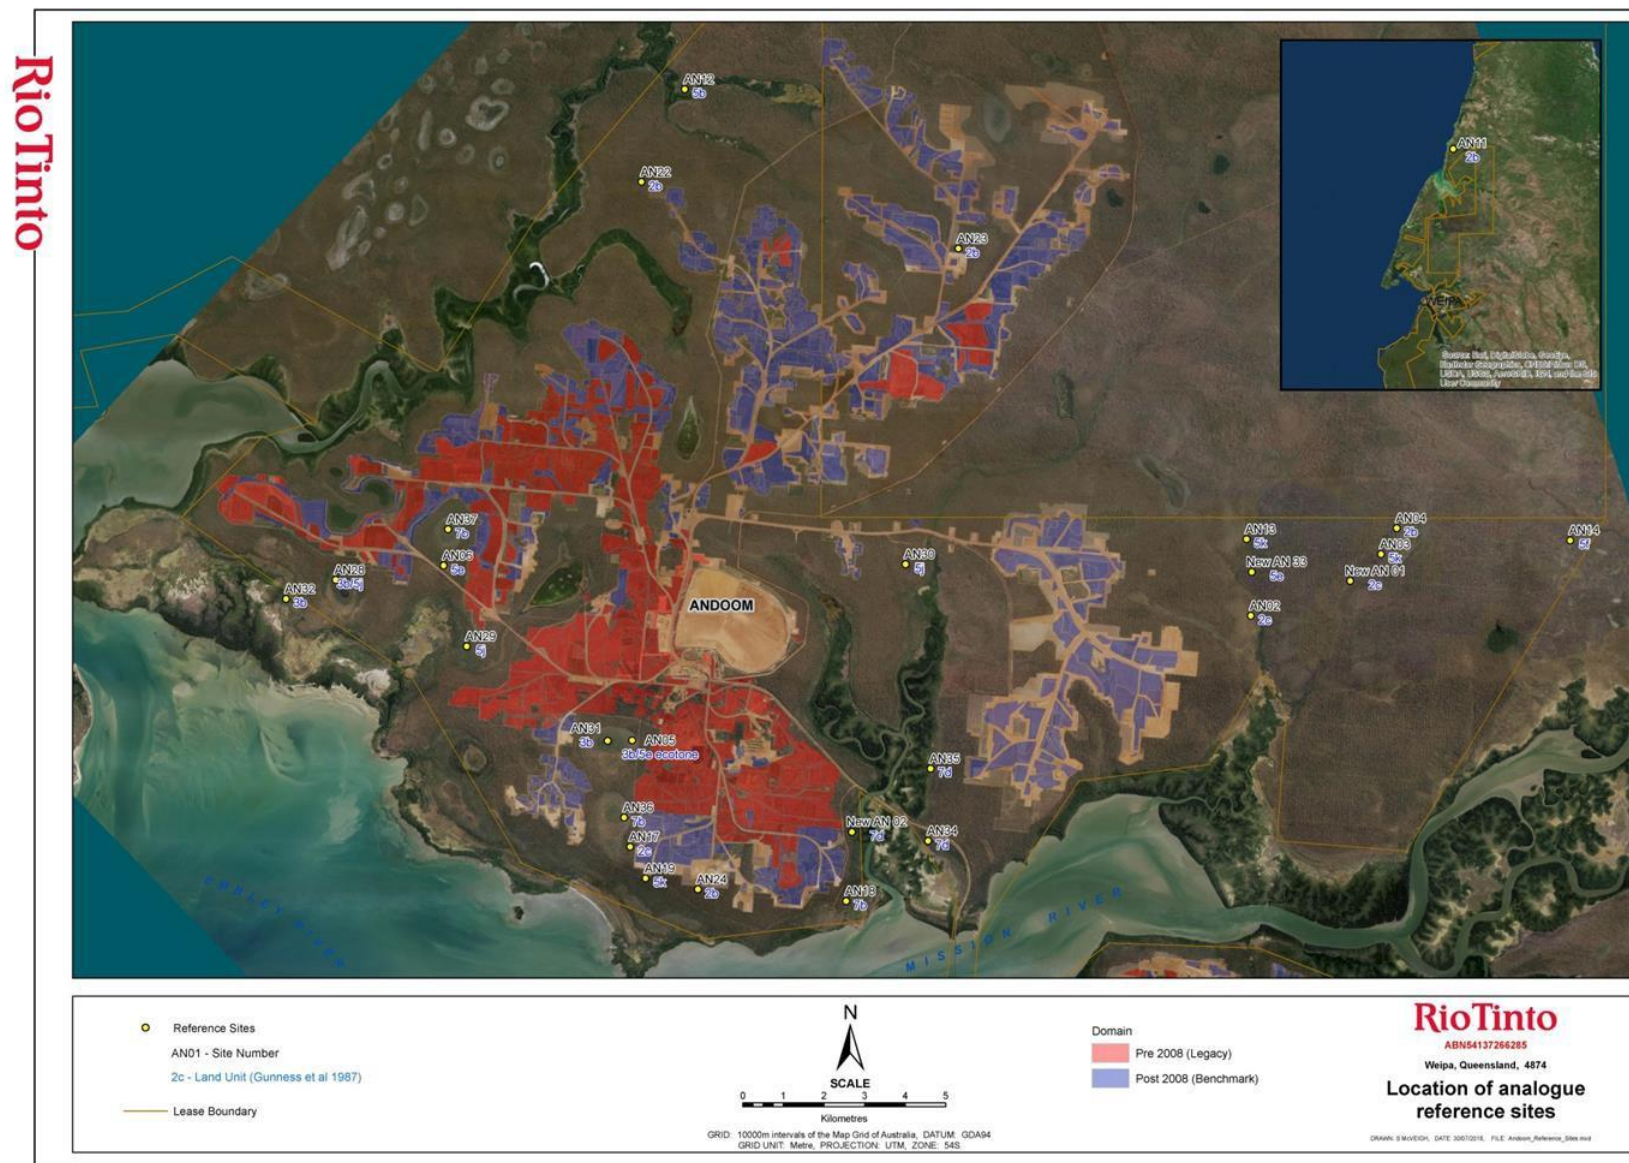 RioTinto
AN12
5b
AN22
2b
AN23
2b
AN11
2b
WEIPA
User Community
AN37
7b
AN06
5e
AN28
3b/5j
AN32
3b
AN29
5j
AN30
5j
ANDOOM
AN13
5k
AN04
2b
AN03
5k
AN14
5f
New AN 33
5e
New AN 01
2c
AN02
2c
AN31
3b
AN05
3b/5e ecotone
AN35
7d
AN36
7b
New AN 02
7d
AN34
7d
AN17
2c
AN19
5k
AN24
2b
AN18
7b
MISSION RIVER
Reference Sites
AN01 - Site Number
2c - Land Unit (Gunness et al 1987)
Lease Boundary
N
SCALE
0 1 2 3 4 5
Kilometres
GRID: 10000m intervals of the Map Grid of Australia, DATUM: GDA94
GRID UNIT: Metre, PROJECTION: UTM, ZONE: 54S
Domain
Pre 2008 (Legacy)
Post 2008 (Benchmark)
RioTinto
ABN54137266285
Weipa, Queensland, 4874
Location of analogue
reference sites